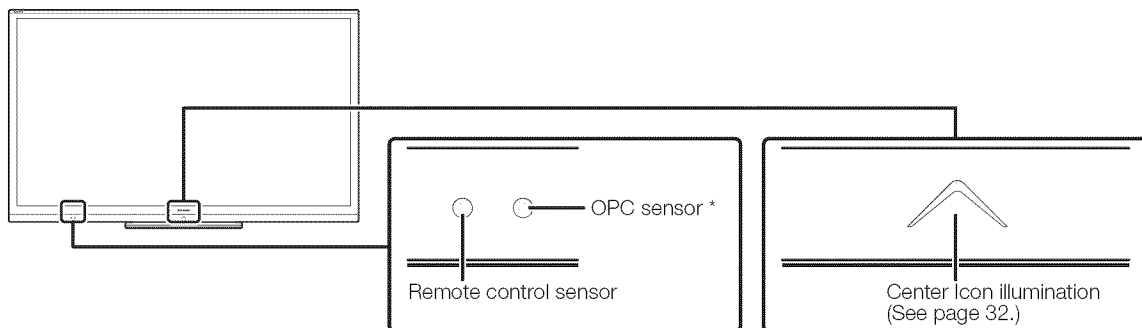 OPC sensor *
Remote control sensor
Center Icon illumination
(See page 32.)